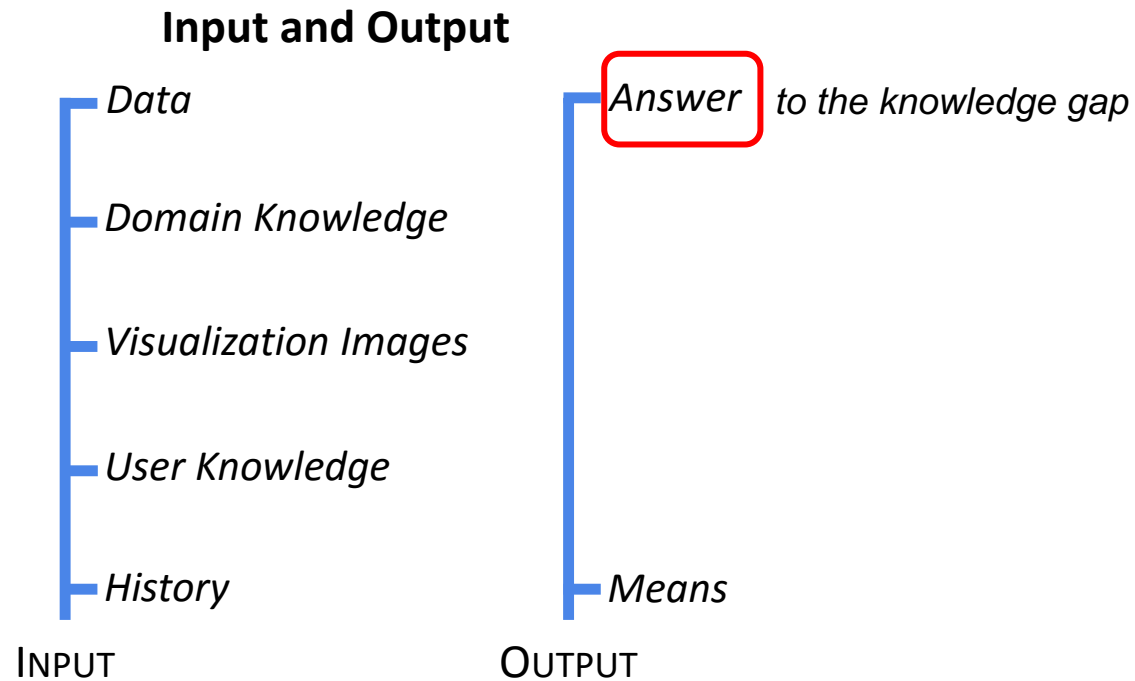 Input and Output
Data
Domain Knowledge
Visualization Images
User Knowledge
History
INPUT
Answer to the knowledge gap
Means
OUTPUT